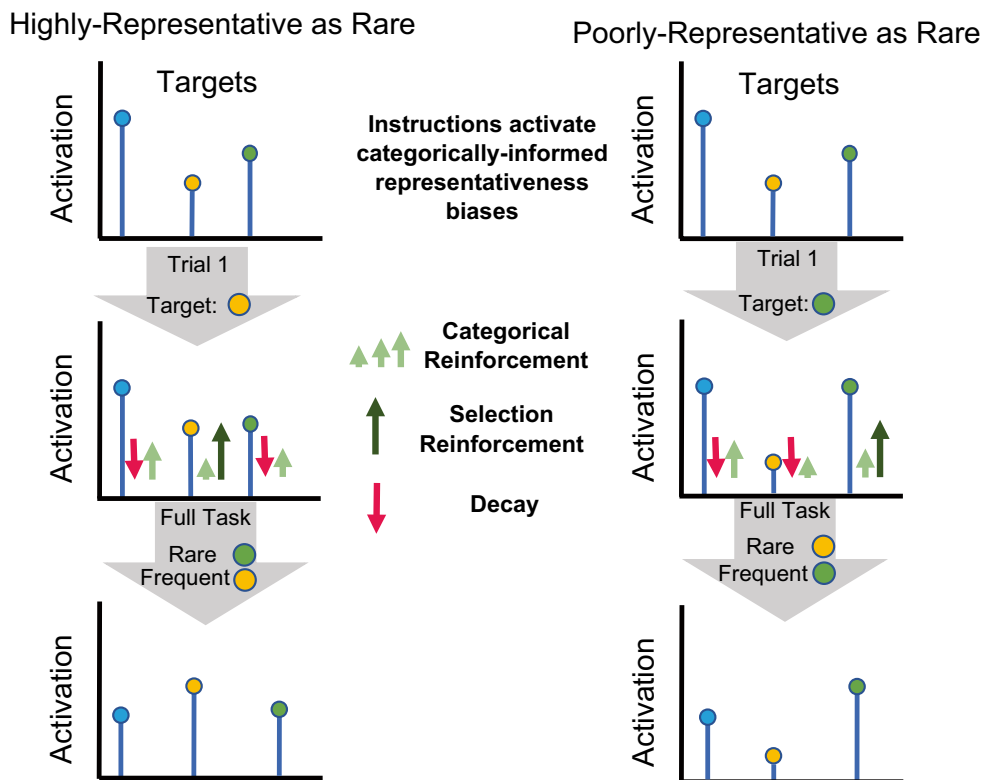 Highly-Representative as Rare
Poorly-Representative as Rare
Targets
Activation
Instructions activate
categorically-informed
representativeness
biases
Targets
Activation
Trial 1
Target:
Trial 1
Target:
Activation
Categorical
Reinforcement
Selection
Reinforcement
Decay
Activation
Full Task
Rare
Frequent
Full Task
Rare
Frequent
Activation
Activation